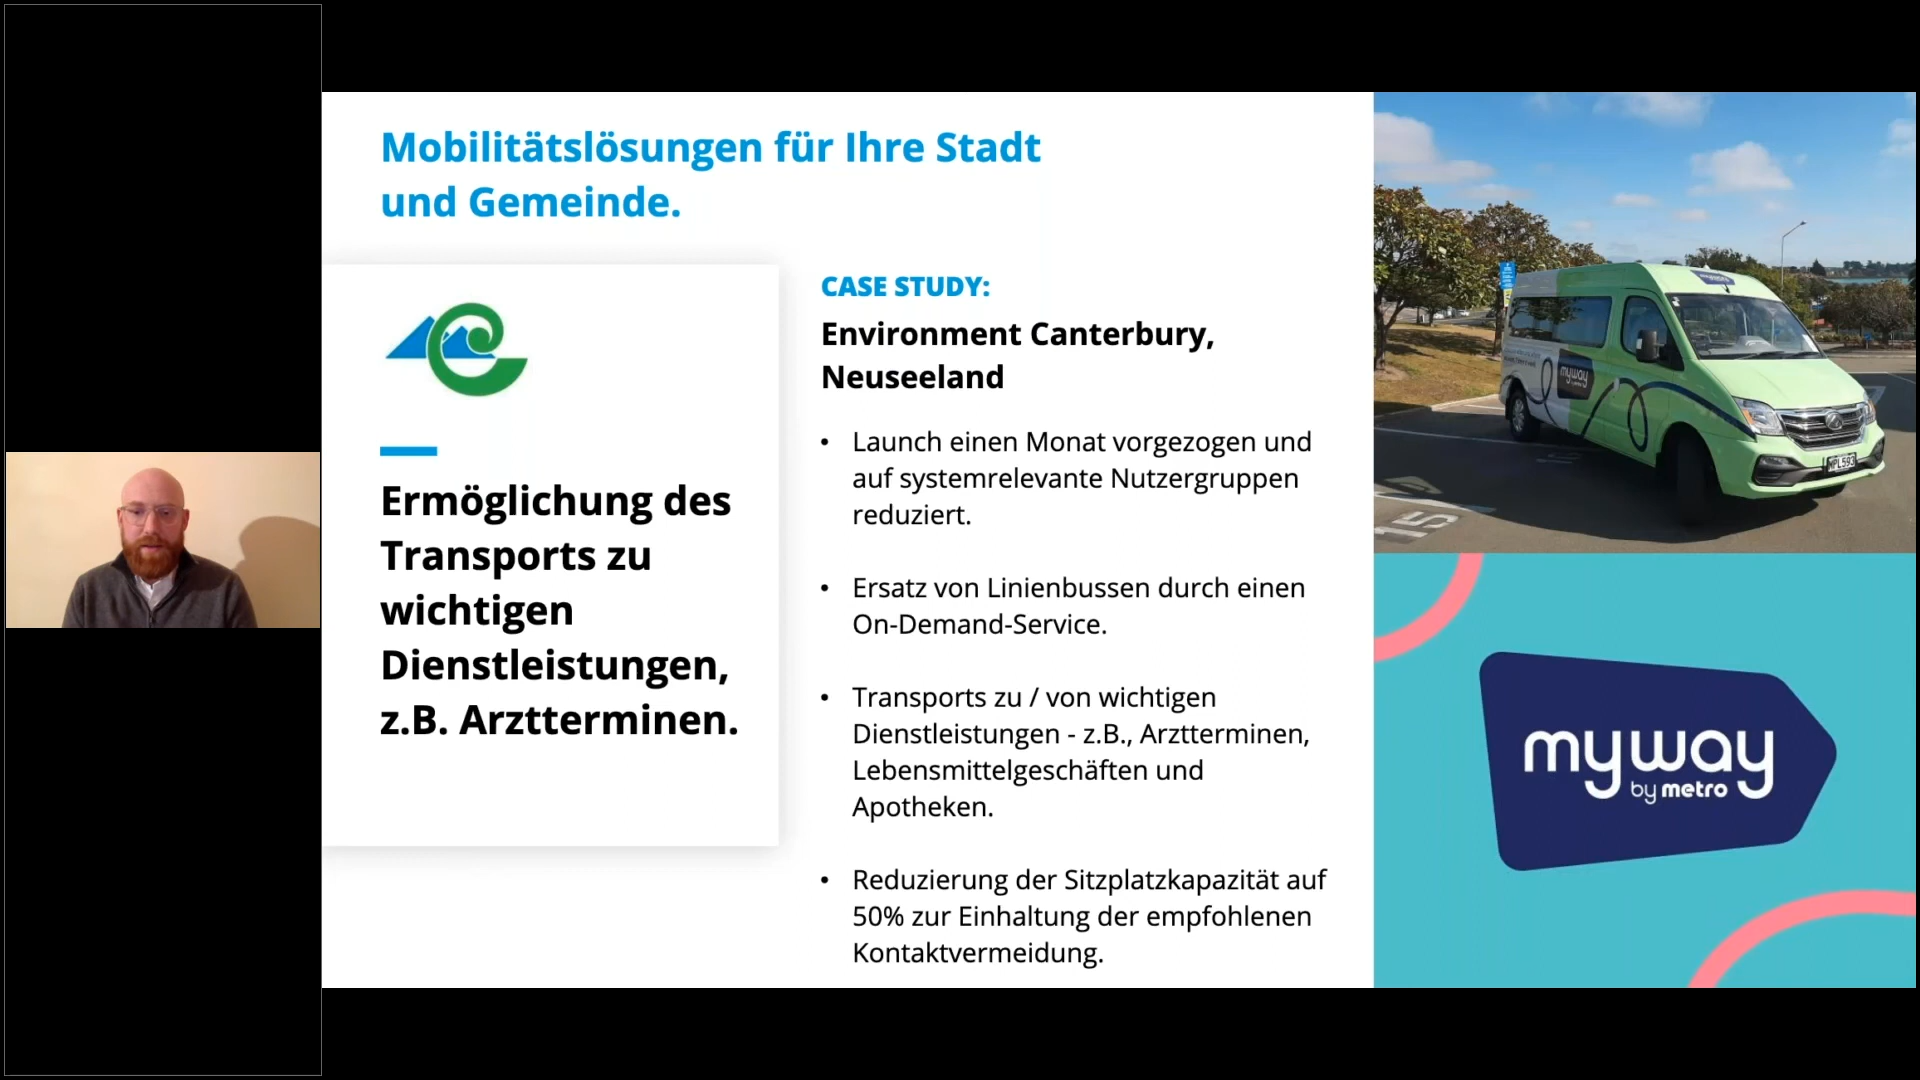 Mobilitätslösungen für Ihre Stadt
und Gemeinde.
Ermöglichung des
Transports zu
wichtigen
Dienstleistungen,
z.B. Arztterminen.
CASE STUDY:
Environment Canterbury,
Neuseeland
• Launch einen Monat vorgezogen und
auf systemrelevante Nutzergruppen
reduziert.
• Ersatz von Linienbussen durch einen
On-Demand-Service.
• Transports zu / von wichtigen
Dienstleistungen - z.B., Arztterminen,
Lebensmittelgeschäften und
Apotheken.
• Reduzierung der Sitzplatzkapazität auf
50% zur Einhaltung der empfohlenen
Kontaktvermeidung.
myway
15
myway
by metro